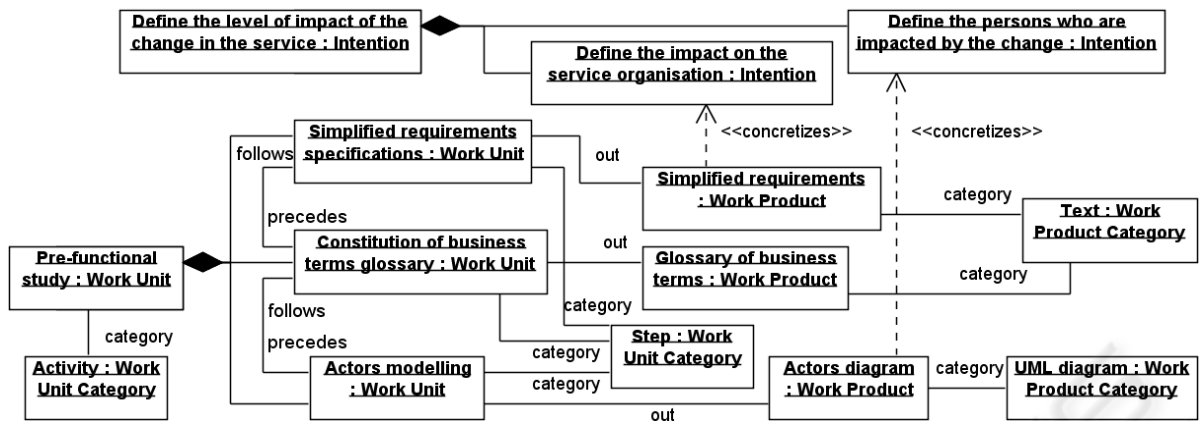 Define the level of impact of the
change in the service : Intention
Define the persons who are
impacted by the change : Intention
Define the impact on the
service organisation : Intention
<<concretizes>>
<<concretizes>>
Simplified requirements
specifications : Work Unit
follows
out
Simplified requirements
: Work Product
category
Text : Work
Product Category
precedes
Constitution of business
terms glossary : Work Unit
out
Glossary of business
terms : Work Product
category
Pre-functional
study : Work Unit
follows
category
category
precedes
Step : Work
Unit Category
category
Activity : Work
Unit Category
Actors modelling
: Work Unit
category
Actors diagram
: Work Product
category
UML diagram : Work
Product Category
out